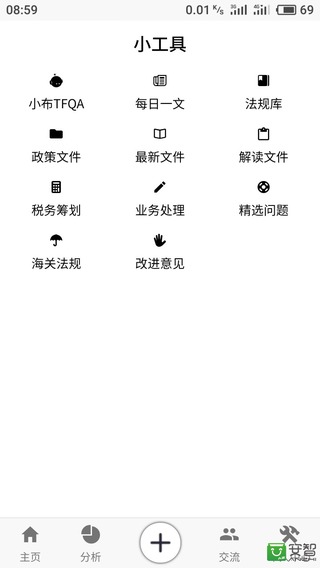 08:59 0.01 K/s 3G 4G 69
小工具
小布TFQA 每日一文 法规库
政策文件 最新文件 解读文件
税务筹划 业务处理 精选问题
海关法规 改进意见
主页 分析 交流
安智